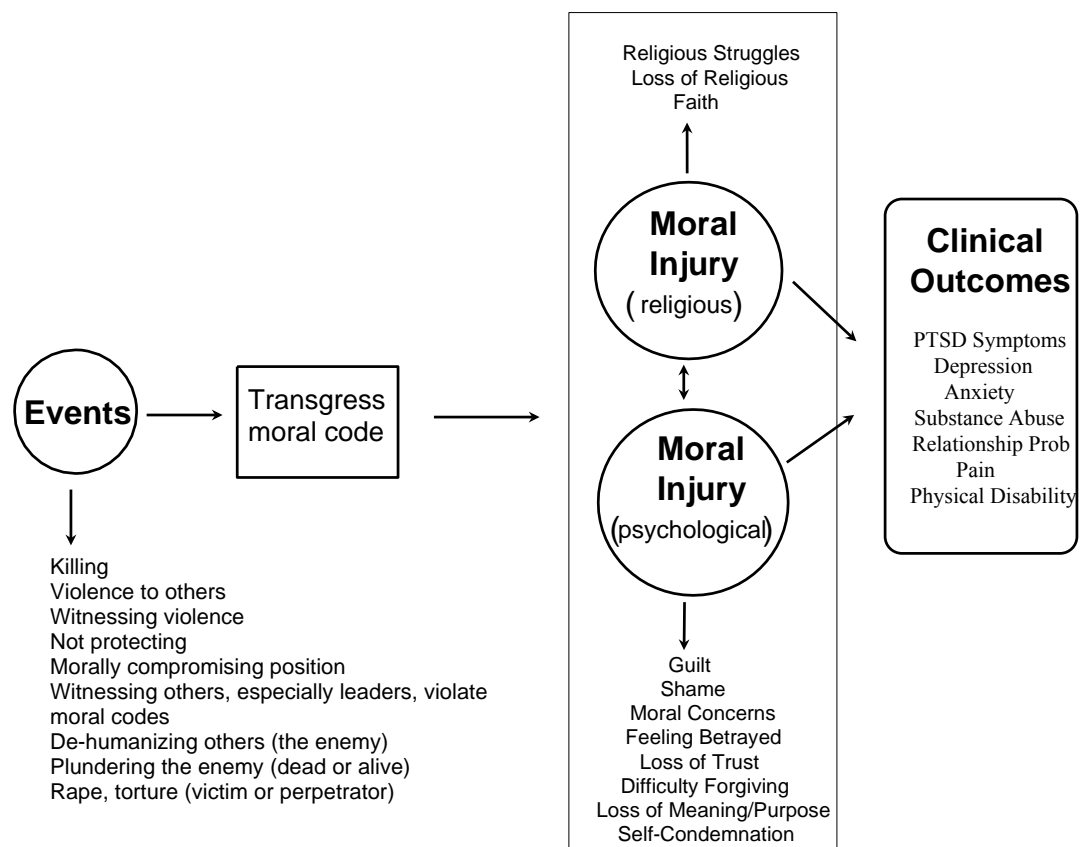 Religious Struggles
Loss of Religious
Faith
Moral
Injury
( religious )
Clinical
Outcomes
PTSD Symptoms
Depression
Anxiety
Substance Abuse
Relationship Prob
Pain
Physical Disability
Events
Transgress
moral code
Moral
Injury
(psychological)
Killing
Violence to others
Witnessing violence
Not protecting
Morally compromising position
Witnessing others, especially leaders, violate
moral codes
De-humanizing others (the enemy)
Plundering the enemy (dead or alive)
Rape, torture (victim or perpetrator)
Guilt
Shame
Moral Concerns
Feeling Betrayed
Loss of Trust
Difficulty Forgiving
Loss of Meaning/Purpose
Self-Condemnation